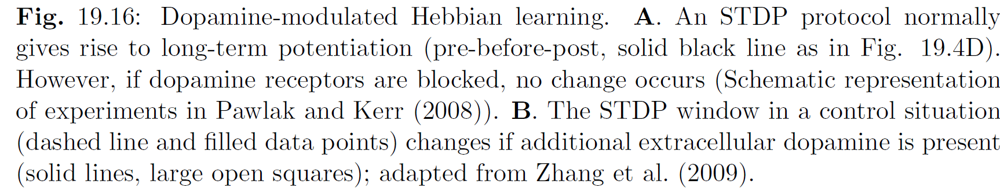 Fig. 19.16: Dopamine-modulated Hebbian learning. A. An STDP protocol normally
gives rise to long-term potentiation (pre-before-post, solid black line as in Fig. 19.4D).
However, if dopamine receptors are blocked, no change occurs (Schematic representation
of experiments in Pawlak and Kerr (2008)). B. The STDP window in a control situation
(dashed line and filled data points) changes if additional extracellular dopamine is present
(solid lines, large open squares); adapted from Zhang et al. (2009).